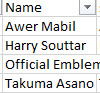 Name
Awer Mabil
Harry Souttar
Official Emblem
Takuma Asano